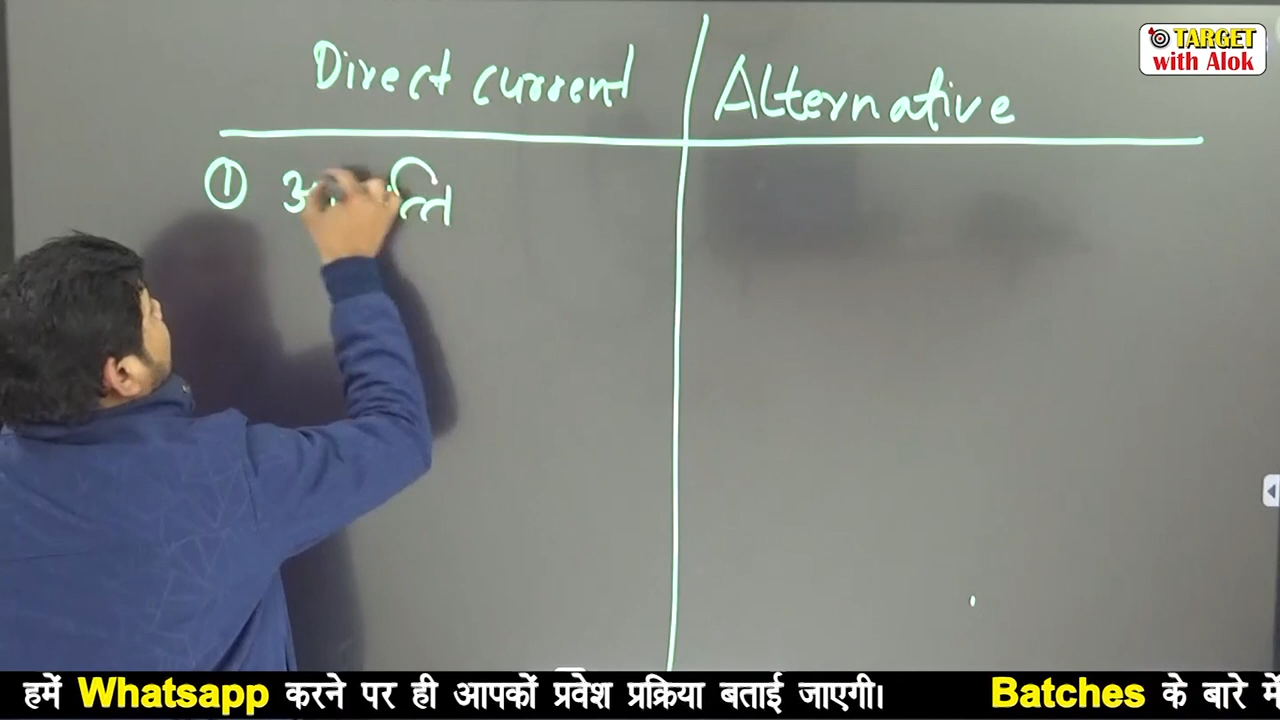 TARGET
with Alok
Direct current
Alternative
①
हमें Whatsapp करने पर ही आपकों प्रवेश प्रक्रिया बताई जाएगी। Batches के बारे में